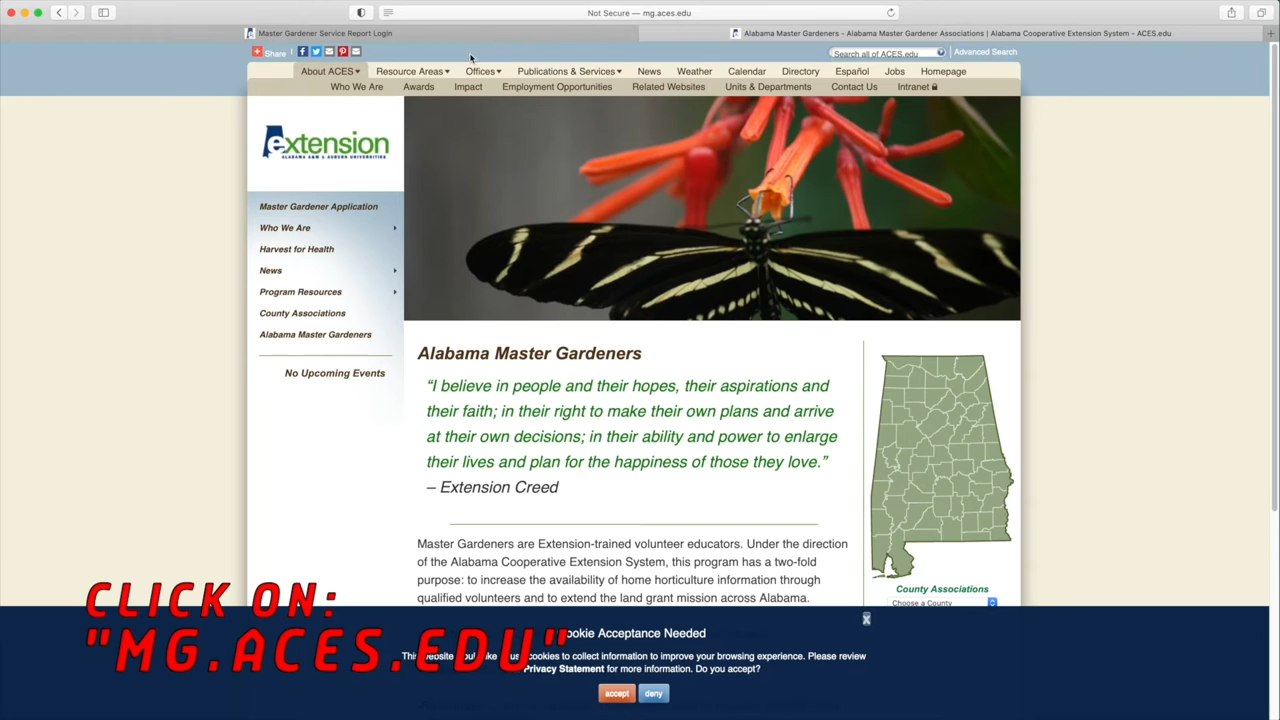 Not Secure — mg.aces.edu
Master Gardener Service Report Login
Alabama Master Gardeners - Alabama Master Gardener Associations | Alabama Cooperative Extension System - ACES.edu
Share
Search all of ACES.edu
Advanced Search
About ACES Resource Areas Offices Publications & Services News Weather Calendar Directory Español Jobs Homepage
Who We Are Awards Impact Employment Opportunities Related Websites Units & Departments Contact Us Intranet
extension
ALABAMA A&M & AUBURN UNIVERSITIES
Master Gardener Application
Who We Are
Harvest for Health
News
Program Resources
County Associations
Alabama Master Gardeners
No Upcoming Events
Alabama Master Gardeners
“I believe in people and their hopes, their aspirations and
their faith; in their right to make their own plans and arrive
at their own decisions; in their ability and power to enlarge
their lives and plan for the happiness of those they love.”
– Extension Creed
Master Gardeners are Extension-trained volunteer educators. Under the direction
of the Alabama Cooperative Extension System, this program has a two-fold
purpose: to increase the availability of home horticulture information through
qualified volunteers and to extend the land grant mission across Alabama.
County Associations
Choose a County
CLICK ON:
"MG.ACES.EDU"
X
Cookie Acceptance Needed
This website would like to use cookies to collect information to improve your browsing experience. Please review
Privacy Statement for more information. Do you accept?
accept
deny